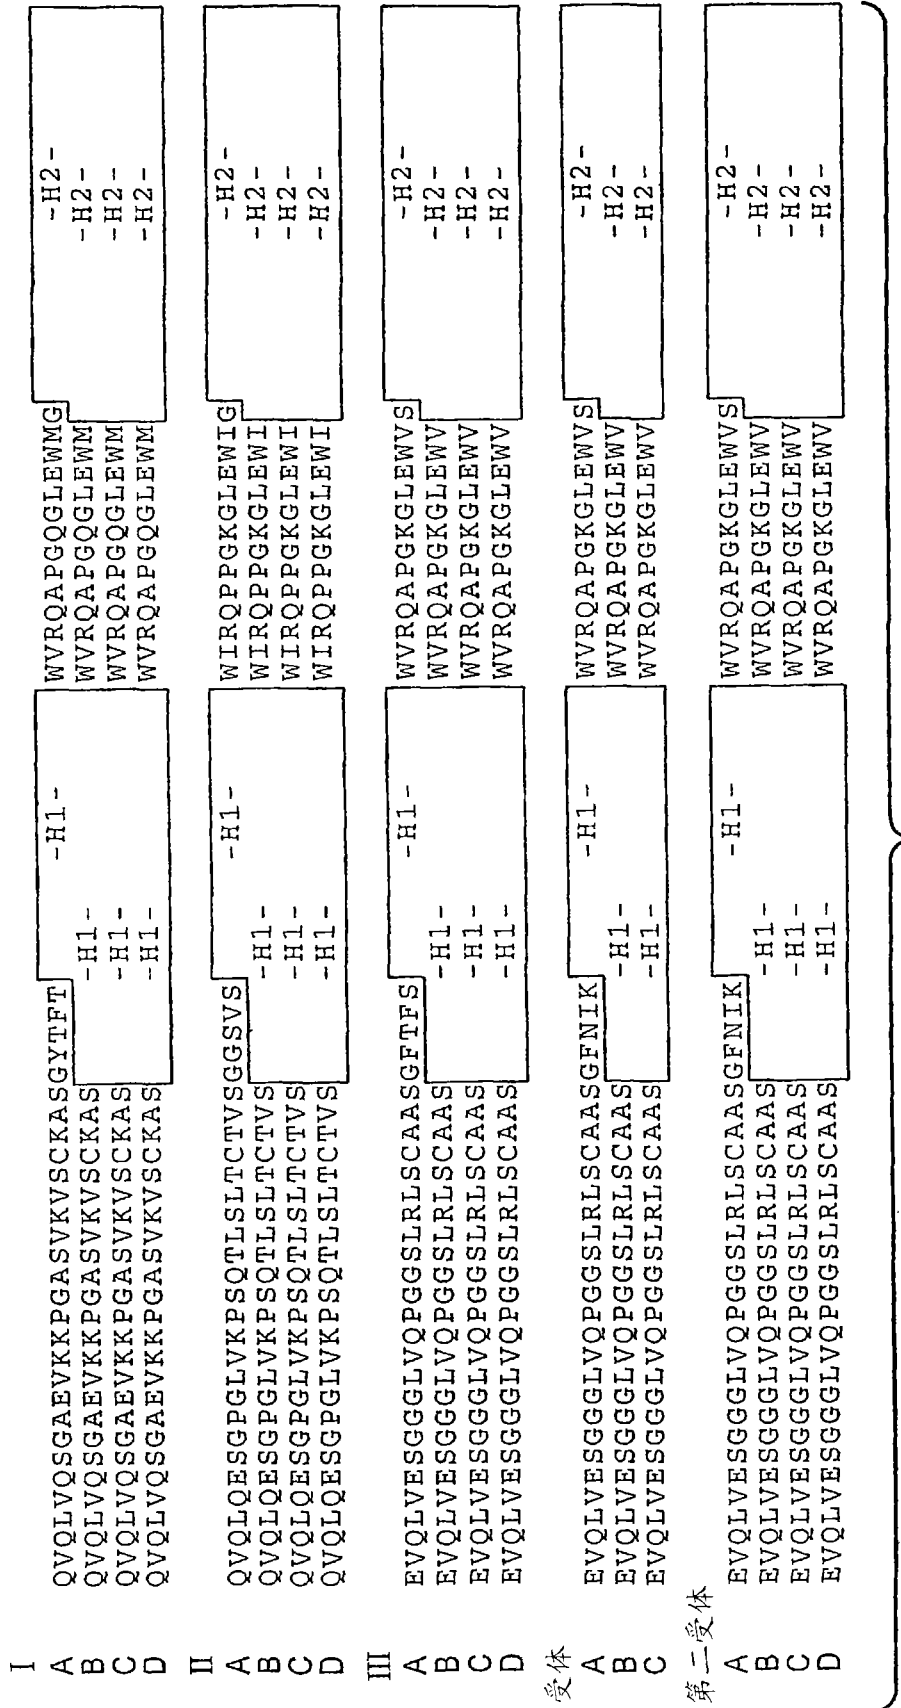 I
A QVQLVQSGAEVKKPGASVKVSCKASGYTFT -H1- WVRQAPGQGLEWMG -H2-
B QVQLVQSGAEVKKPGASVKVSCKAS -H1- WVRQAPGQGLEWM -H2-
C QVQLVQSGAEVKKPGASVKVSCKAS -H1- WVRQAPGQGLEWM -H2-
D QVQLVQSGAEVKKPGASVKVSCKAS -H1- WVRQAPGQGLEWM -H2-
II
A QVQLQESGPGLVKPSQTLSLTCTVSGGSVS -H1- WIRQPPGKGLEWIG -H2-
B QVQLQESGPGLVKPSQTLSLTCTVS -H1- WIRQPPGKGLEWI -H2-
C QVQLQESGPGLVKPSQTLSLTCTVS -H1- WIRQPPGKGLEWI -H2-
D QVQLQESGPGLVKPSQTLSLTCTVS -H1- WIRQPPGKGLEWI -H2-
III
A EVQLVESGGGLVQPGGSLRLSCAASGFTFS -H1- WVRQAPGKGLEWVS -H2-
B EVQLVESGGGLVQPGGSLRLSCAAS -H1- WVRQAPGKGLEWV -H2-
C EVQLVESGGGLVQPGGSLRLSCAAS -H1- WVRQAPGKGLEWV -H2-
D EVQLVESGGGLVQPGGSLRLSCAAS -H1- WVRQAPGKGLEWV -H2-
受体
A EVQLVESGGGLVQPGGSLRLSCAASGFNIK -H1- WVRQAPGKGLEWVS -H2-
B EVQLVESGGGLVQPGGSLRLSCAAS -H1- WVRQAPGKGLEWV -H2-
C EVQLVESGGGLVQPGGSLRLSCAAS -H1- WVRQAPGKGLEWV -H2-
第二受体
A EVQLVESGGGLVQPGGSLRLSCAASGFNIK -H1- WVRQAPGKGLEWVS -H2-
B EVQLVESGGGLVQPGGSLRLSCAAS -H1- WVRQAPGKGLEWV -H2-
C EVQLVESGGGLVQPGGSLRLSCAAS -H1- WVRQAPGKGLEWV -H2-
D EVQLVESGGGLVQPGGSLRLSCAAS -H1- WVRQAPGKGLEWV -H2-